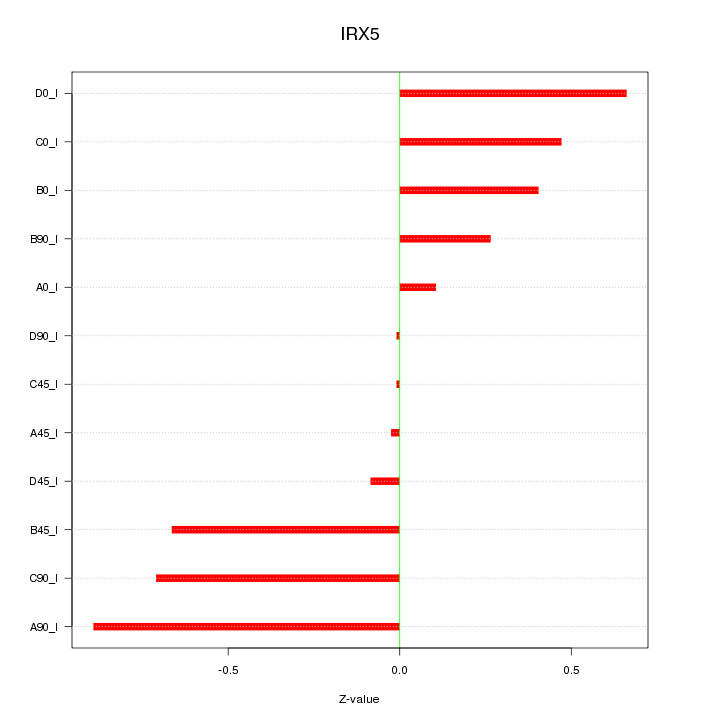 IRX5
D0_I
C0_I
B0_I
B90_I
A0_I
D90_I
C45_I
A45_I
D45_I
B45_I
C90_I
A90_I
-0.5 0.0 0.5
Z-value